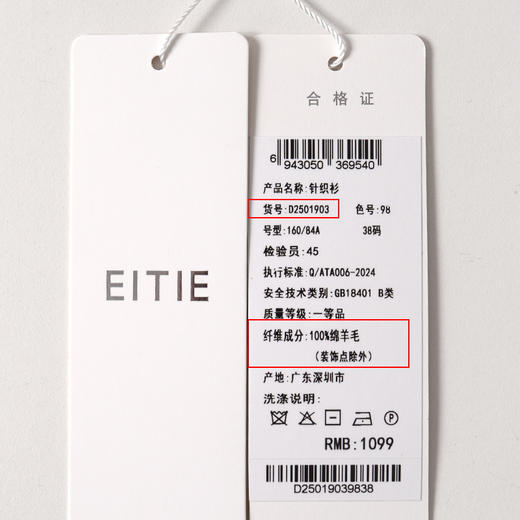 合格证
6 943050 369540
产品名称:针织衫
货号:D2501903 色号:98
号型:160/84A 38码
检验员:45
执行标准:Q/ATA006-2024
安全技术类别:GB18401 B类
质量等级:一等品
纤维成分:100%绵羊毛
(装饰点除外)
产地:广东深圳市
洗涤说明:
P
RMB:1099
D25019039838
EITIE